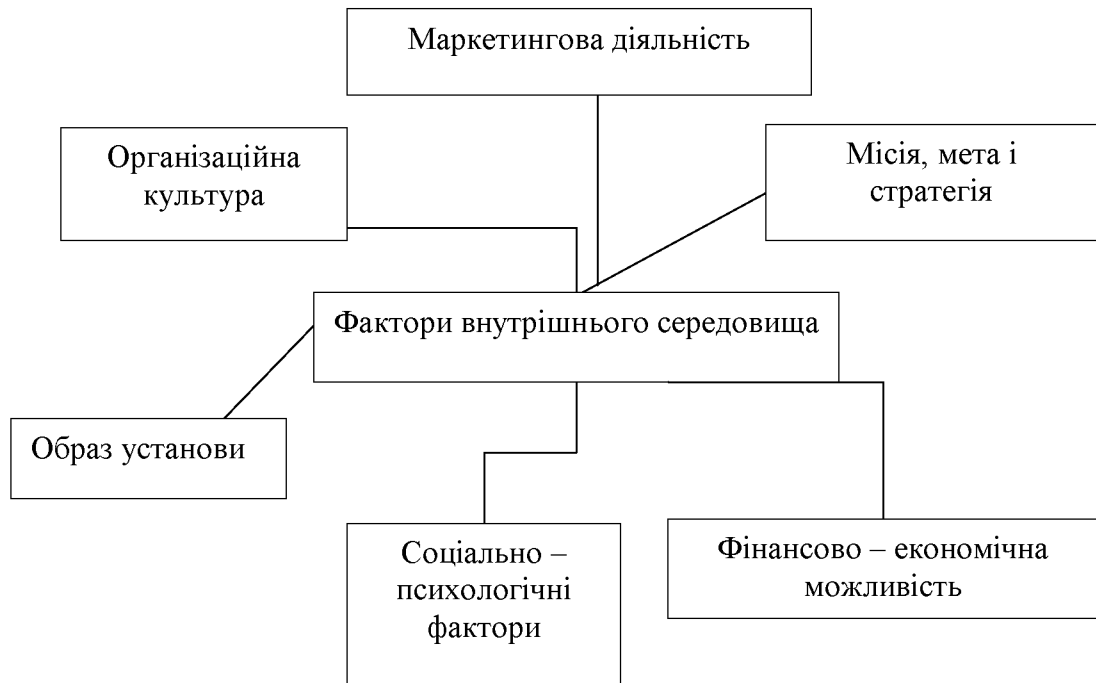 Маркетингова діяльність
Організаційна
культура
Місія, мета і
стратегія
Фактори внутрішнього середовища
Образ установи
Соціально –
психологічні
фактори
Фінансово – економічна
можливість